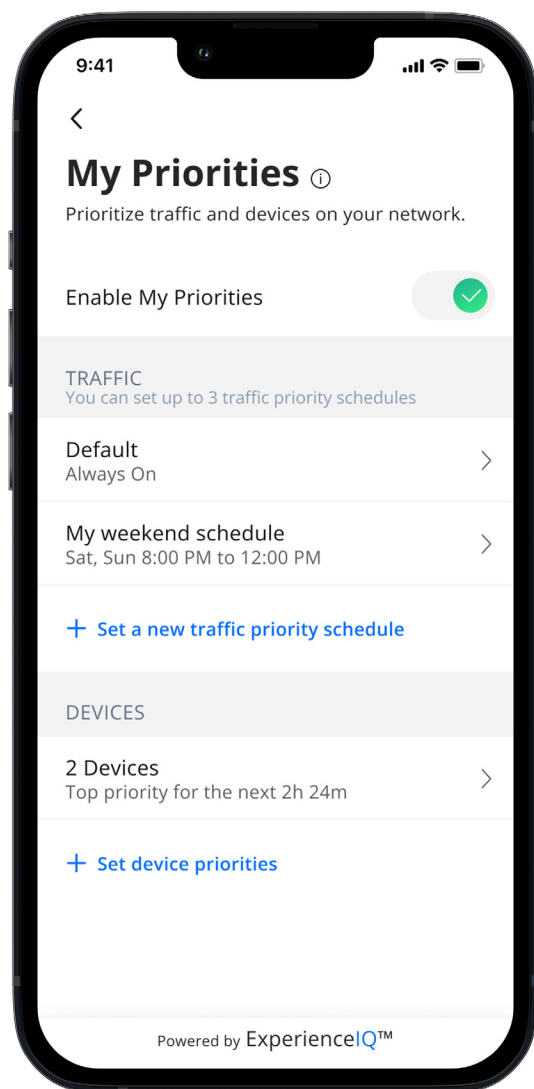 9:41
My Priorities
Prioritize traffic and devices on your network.
Enable My Priorities
TRAFFIC
You can set up to 3 traffic priority schedules
Default
Always On
My weekend schedule
Sat, Sun 8:00 PM to 12:00 PM
+ Set a new traffic priority schedule
DEVICES
2 Devices
Top priority for the next 2h 24m
+ Set device priorities
Powered by ExperienceIQ™